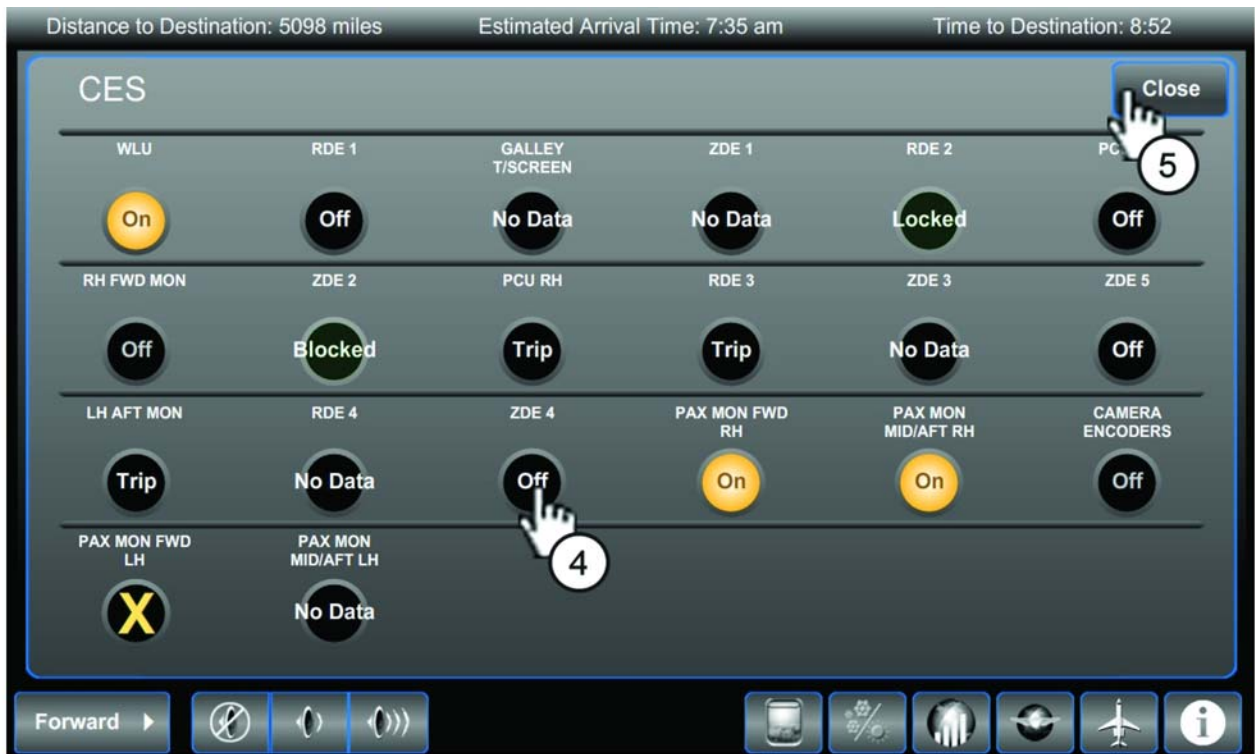 Distance to Destination: 5098 miles Estimated Arrival Time: 7:35 am Time to Destination: 8:52
CES Close
5
WLU RDE 1 GALLEY T/SCREEN ZDE 1 RDE 2 PC
On Off No Data No Data Locked Off
RH FWD MON ZDE 2 PCU RH RDE 3 ZDE 3 ZDE 5
Off Blocked Trip Trip No Data Off
LH AFT MON RDE 4 ZDE 4 PAX MON FWD RH PAX MON MID/AFT RH CAMERA ENCODERS
Trip No Data Off On On Off
4
PAX MON FWD LH PAX MON MID/AFT LH
X No Data
Forward
i